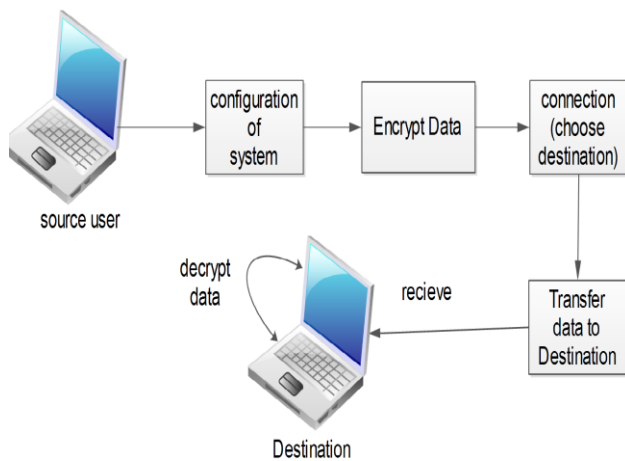 configuration
of
system
Encrypt Data
connection
(choose
destination)
source user
decrypt
data
recieve
Transfer
data to
Destination
Destination